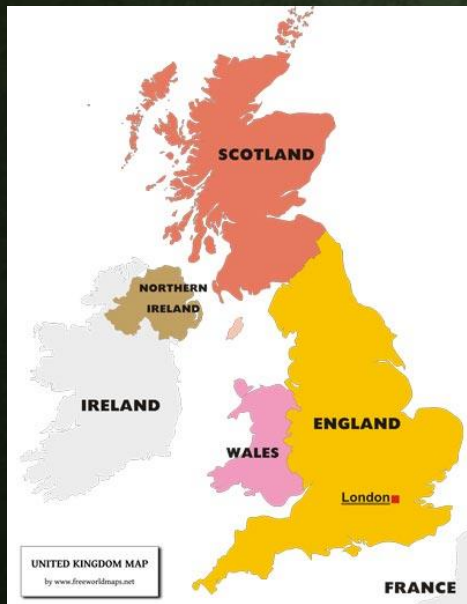 SCOTLAND
NORTHERN
IRELAND
IRELAND
WALES
ENGLAND
London
UNITED KINGDOM MAP
by www.freeworldmaps.net
FRANCE